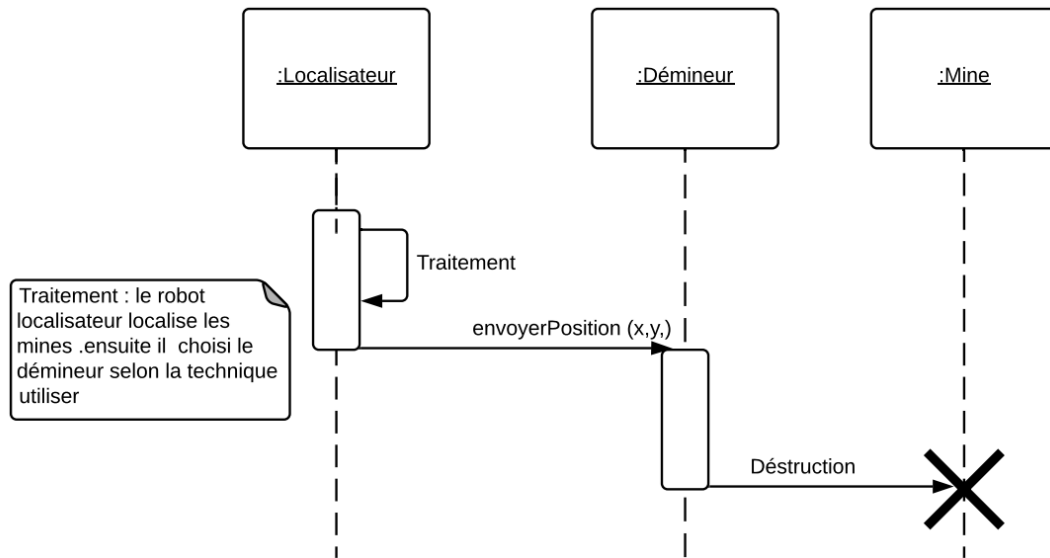 :Localisateur
:Démineur
:Mine
Traitement
Traitement : le robot
localisateur localise les
mines .ensuite il  choisi le
démineur selon la technique
utiliser
envoyerPosition (x,y,)
Déstruction